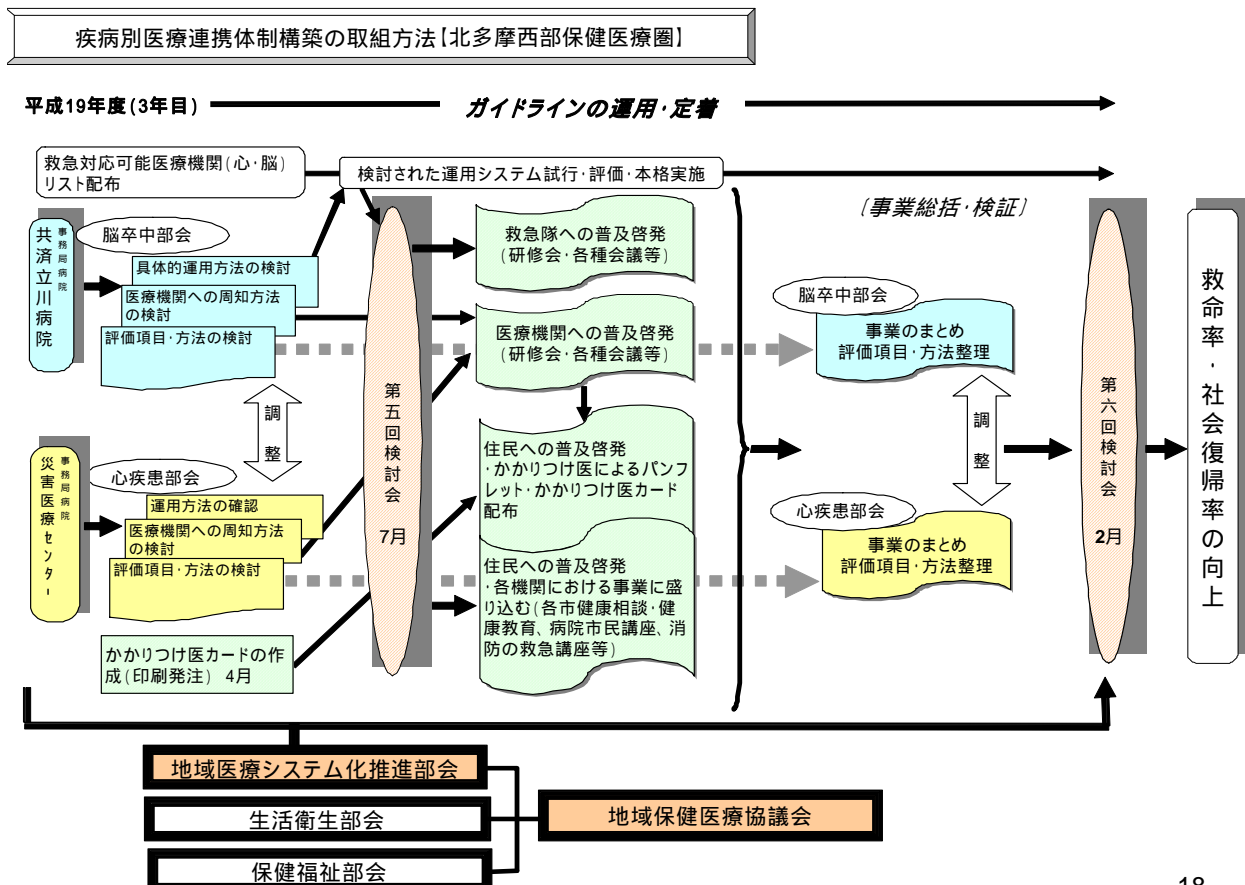 疾病別医療連携体制構築の取組方法【北多摩西部保健医療圏】
平成19年度(3年目)
ガイドラインの運用・定着
救急対応可能医療機関(心・脳)
リスト配布
検討された運用システム試行・評価・本格実施
〔事業総括・検証〕
共済立川病院
事務局病院
脳卒中部会
具体的運用方法の検討
医療機関への周知方法
の検討
評価項目・方法の検討
調
整
災害医療センター
事務局病院
心疾患部会
運用方法の確認
医療機関への周知方法
の検討
評価項目・方法の検討
かかりつけ医カードの作
成(印刷発注) 4月
第五回検討会
7月
救急隊への普及啓発
(研修会・各種会議等)
医療機関への普及啓発
(研修会・各種会議等)
住民への普及啓発
・かかりつけ医によるパンフ
レット・かかりつけ医カード
配布
住民への普及啓発
・各機関における事業に盛
り込む(各市健康相談・健
康教育、病院市民講座、消
防の救急講座等)
脳卒中部会
事業のまとめ
評価項目・方法整理
調
整
心疾患部会
事業のまとめ
評価項目・方法整理
第六回検討会
2月
救命率・社会復帰率の向上
地域医療システム化推進部会
生活衛生部会
保健福祉部会
地域保健医療協議会
18